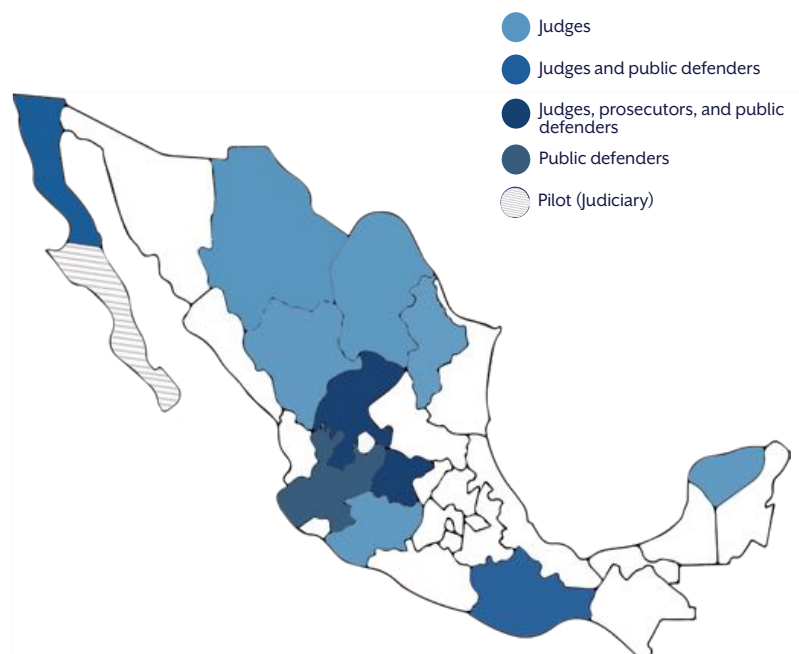 Judges
Judges and public defenders
Judges, prosecutors, and public
defenders
Public defenders
Pilot (Judiciary)